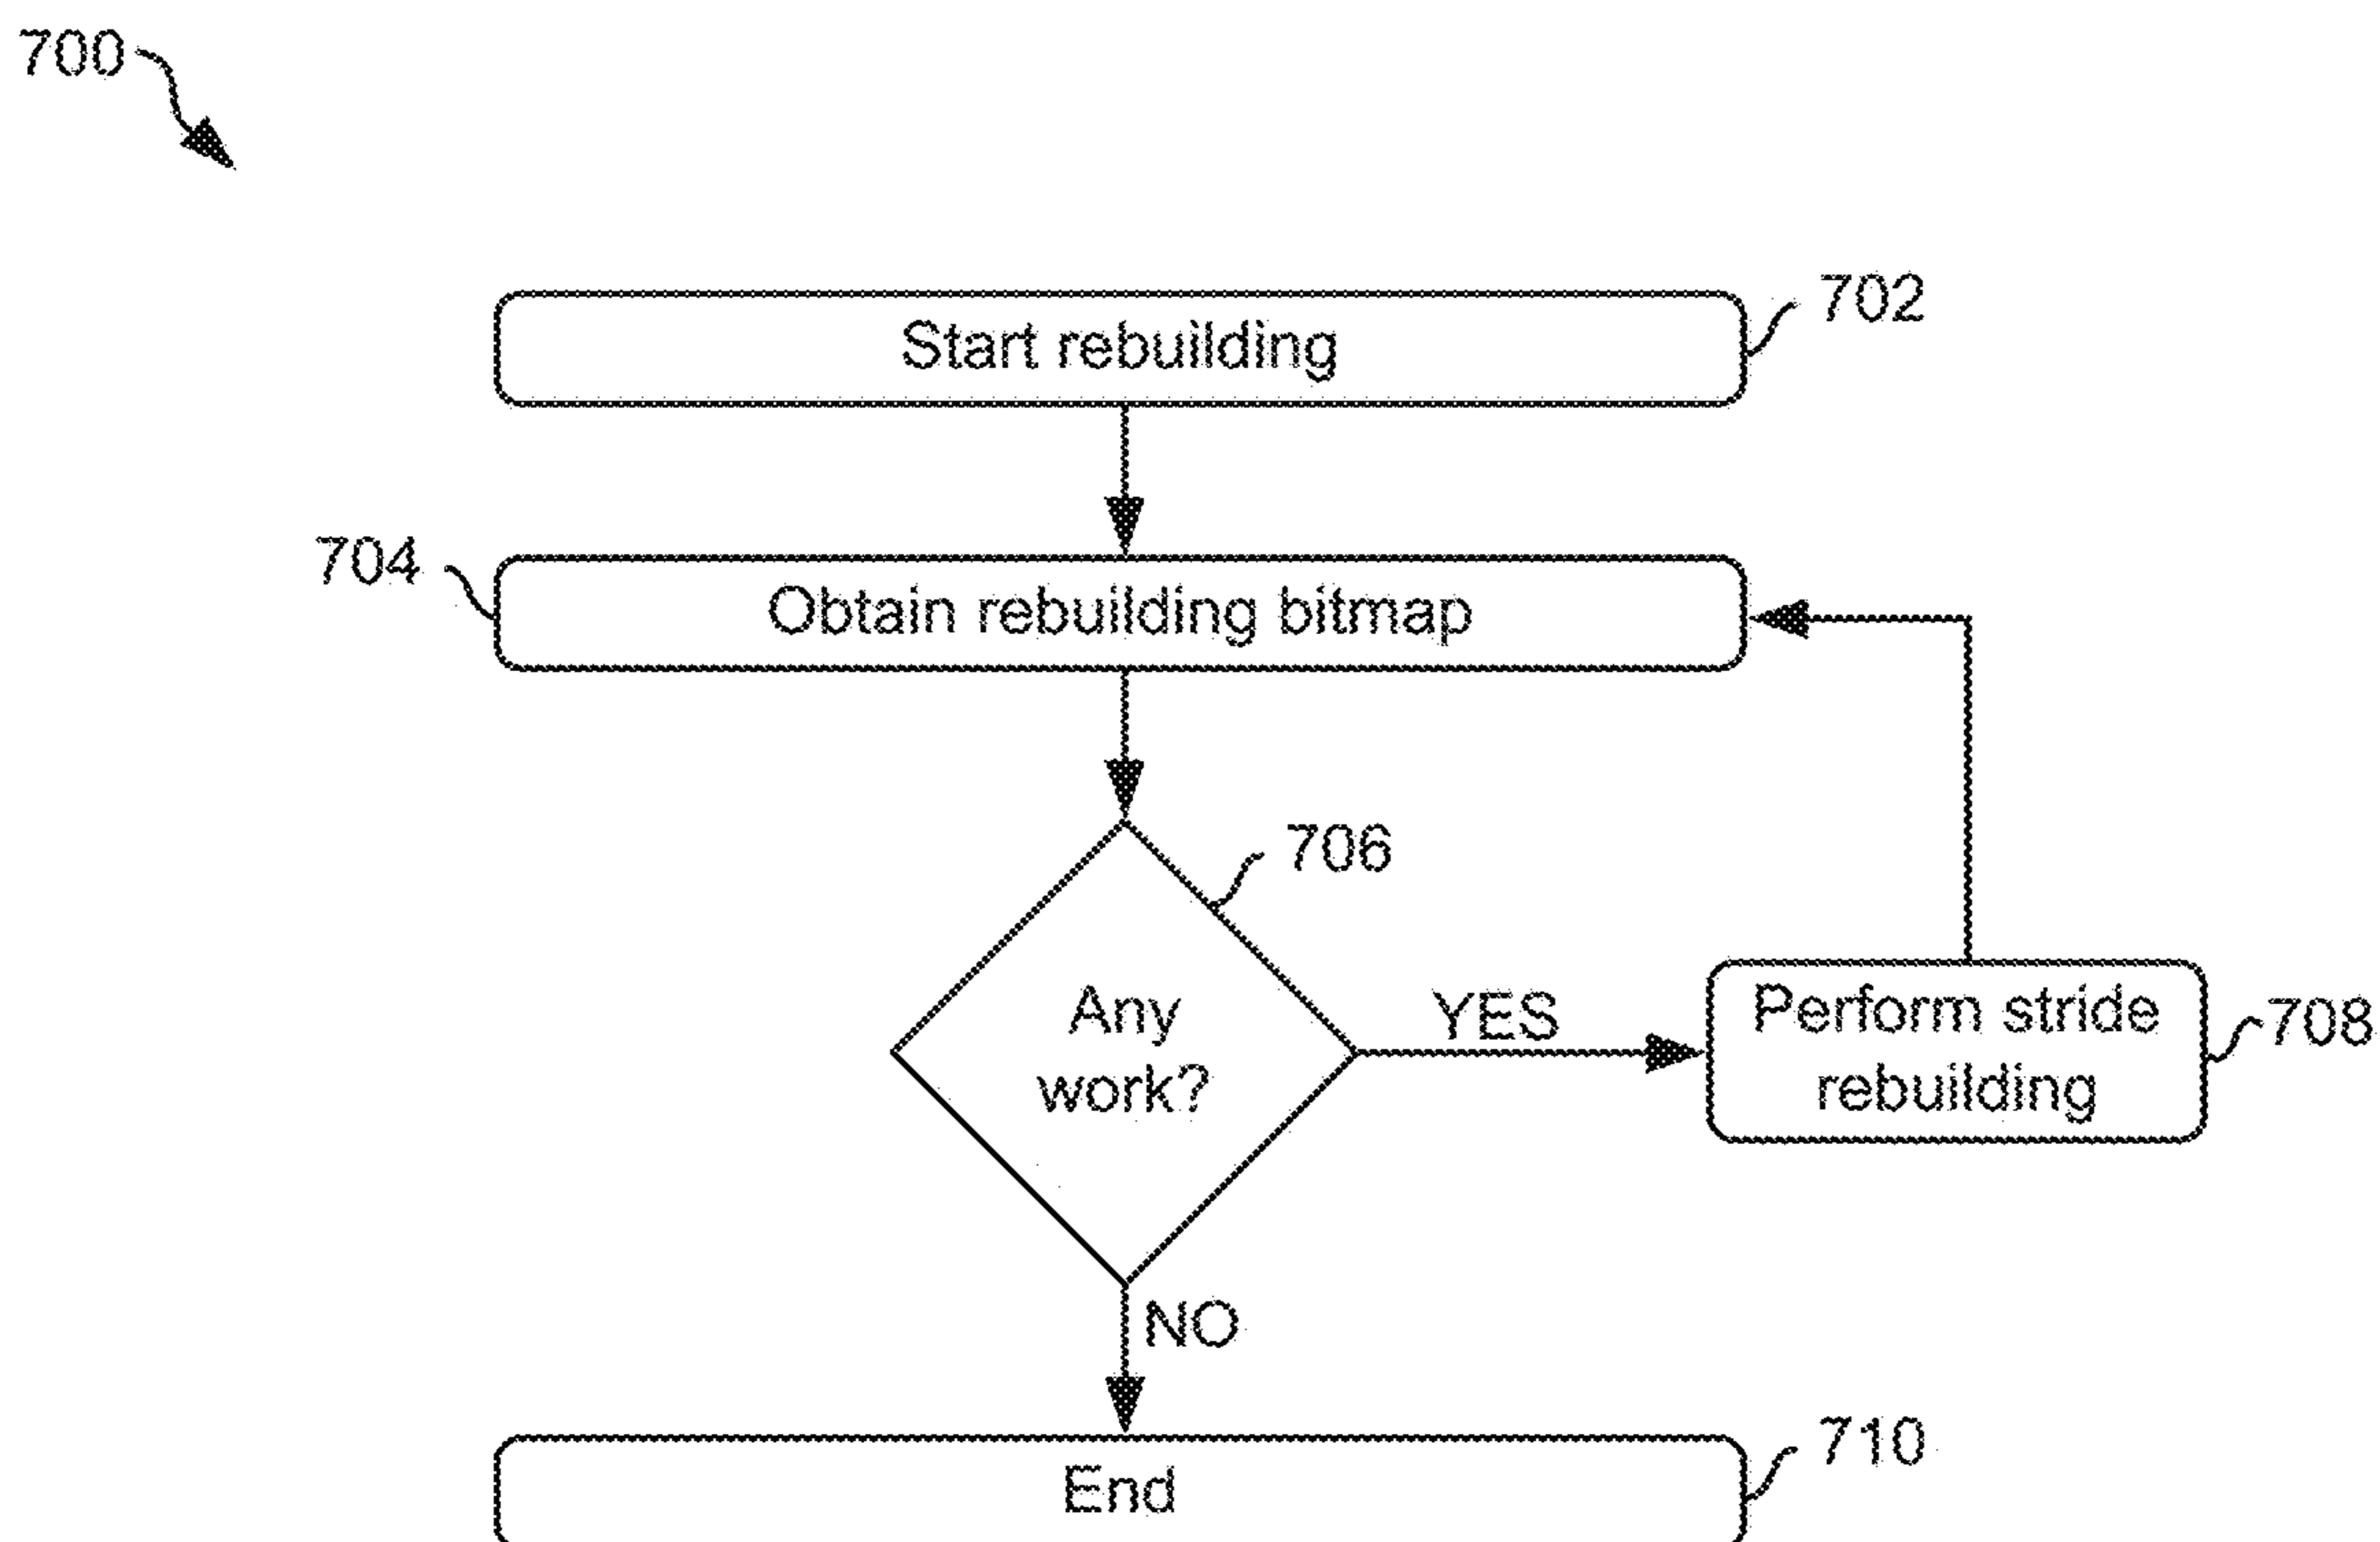 700
Start rebuilding
702
704
Obtain rebuilding bitmap
706
Any
work?
YES
Perform stride
rebuilding
708
NO
End
710